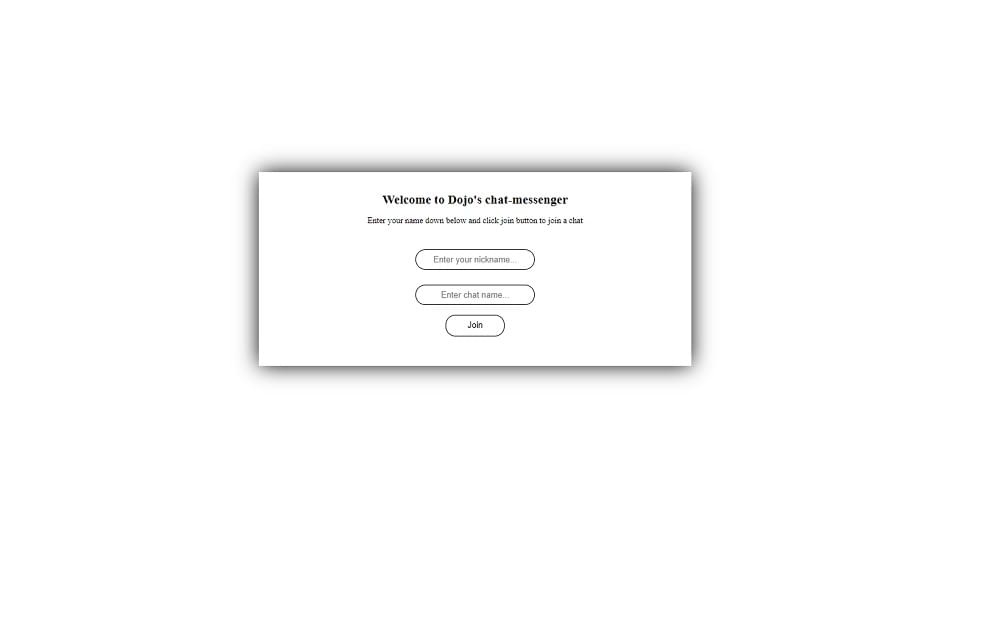 Welcome to Dojo's chat-messenger
Enter your name down below and click join button to join a chat
Enter your nickname...
Enter chat name...
Join